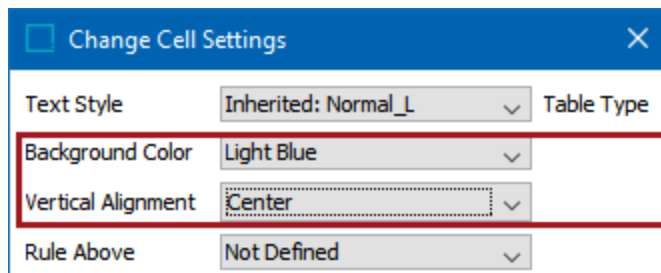 Change Cell Settings
Text Style Inherited: Normal_L Table Type
Background Color Light Blue
Vertical Alignment Center
Rule Above Not Defined